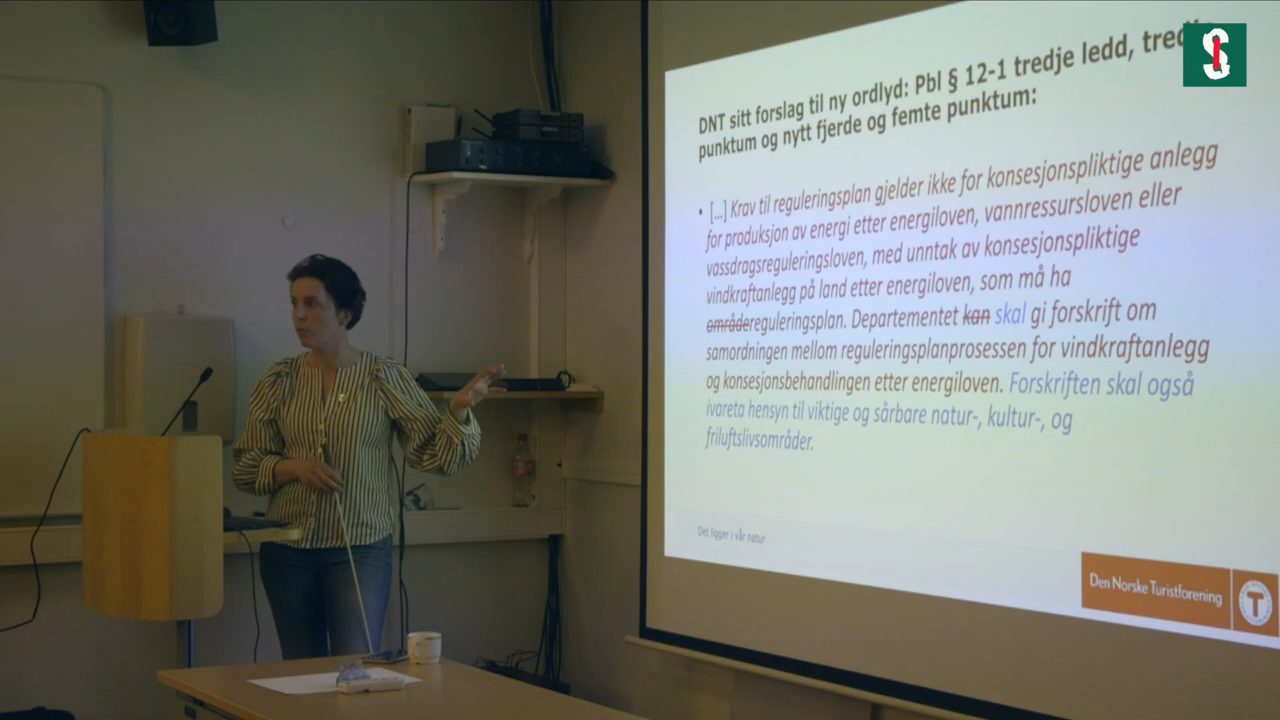 DNT sitt forslag til ny ordlyd: Pbl § 12-1 tredje ledd,
punktum og nytt fjerde og femte punktum:
• [...] Krav til reguleringsplan gjelder ikke for konsesjonspliktige anlegg
for produksjon av energi etter energiloven, vannressursloven eller
vassdragsreguleringsloven, med unntak av konsesjonspliktige
vindkraftanlegg på land etter energiloven, som må ha
områdereguleringsplan. Departementet kan skal gi forskrift om
samordningen mellom reguleringsplanprosessen for vindkraftanlegg
og konsesjonsbehandlingen etter energiloven. Forskriften skal også
ivareta hensyn til viktige og sårbare natur-, kultur-, og
friluftslivsområder.
Det ligger i vår natur
Den Norske Turistforening